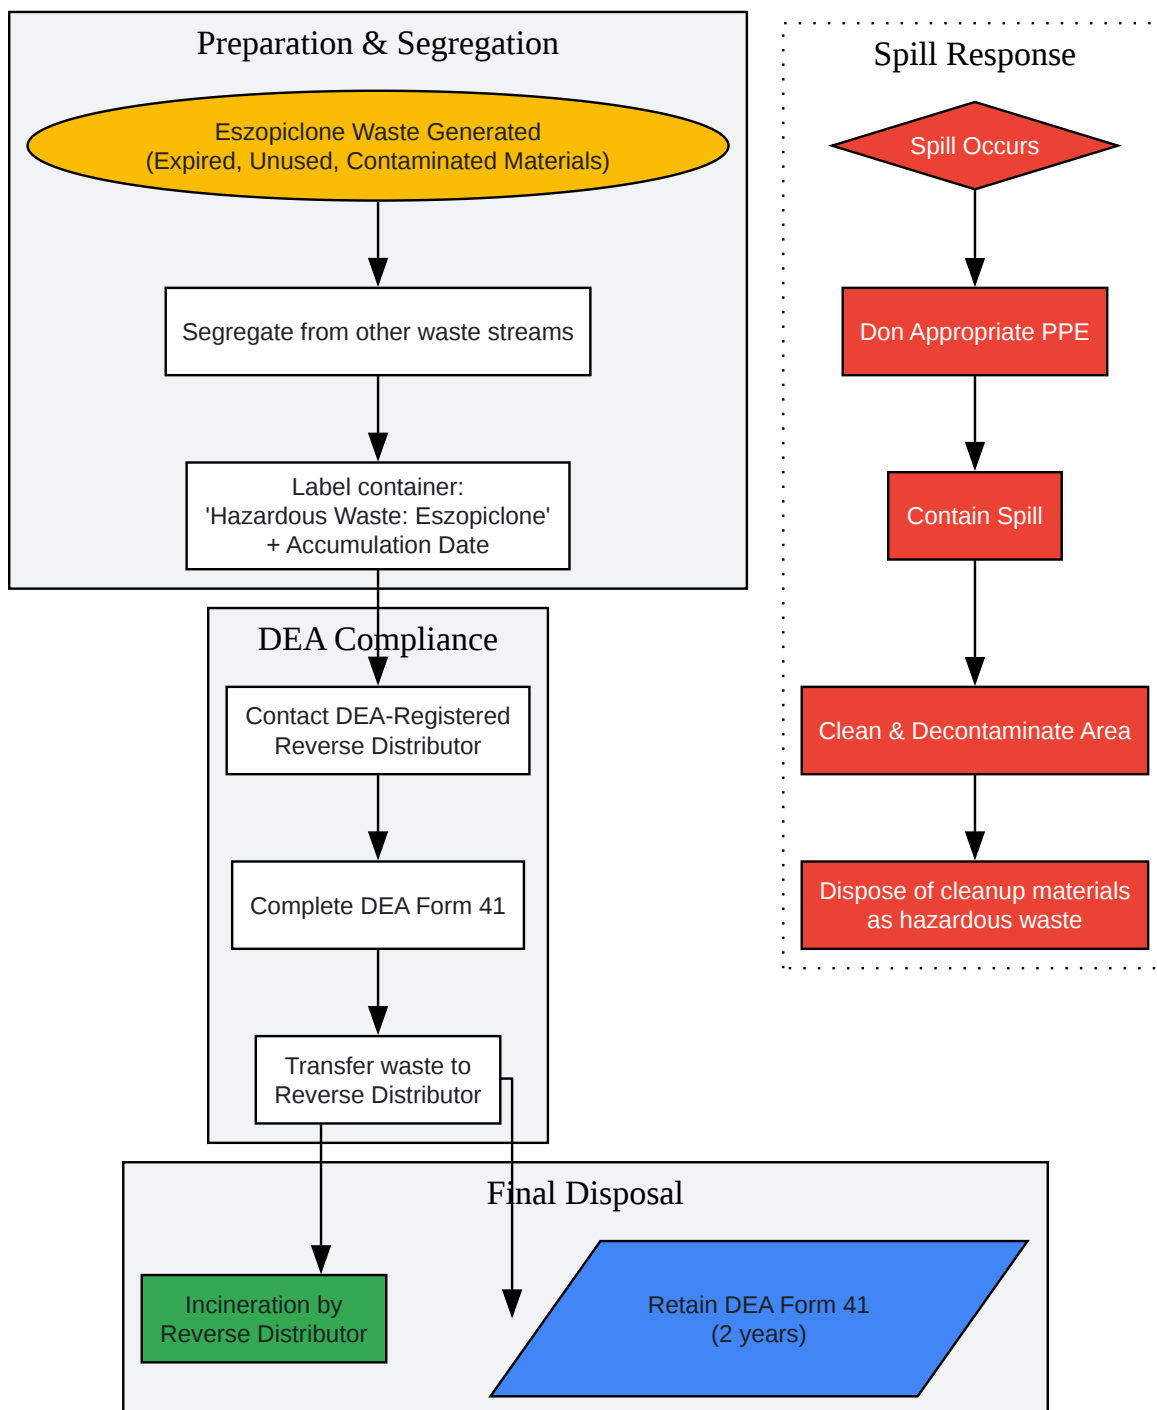 Preparation & Segregation
Eszopiclone Waste Generated
(Expired, Unused, Contaminated Materials)
Segregate from other waste streams
Label container:
'Hazardous Waste: Eszopiclone'
+ Accumulation Date
DEA Compliance
Contact DEA-Registered
Reverse Distributor
Complete DEA Form 41
Transfer waste to
Reverse Distributor
Final Disposal
Incineration by
Reverse Distributor
Retain DEA Form 41
(2 years)
Spill Response
Spill Occurs
Don Appropriate PPE
Contain Spill
Clean & Decontaminate Area
Dispose of cleanup materials
as hazardous waste